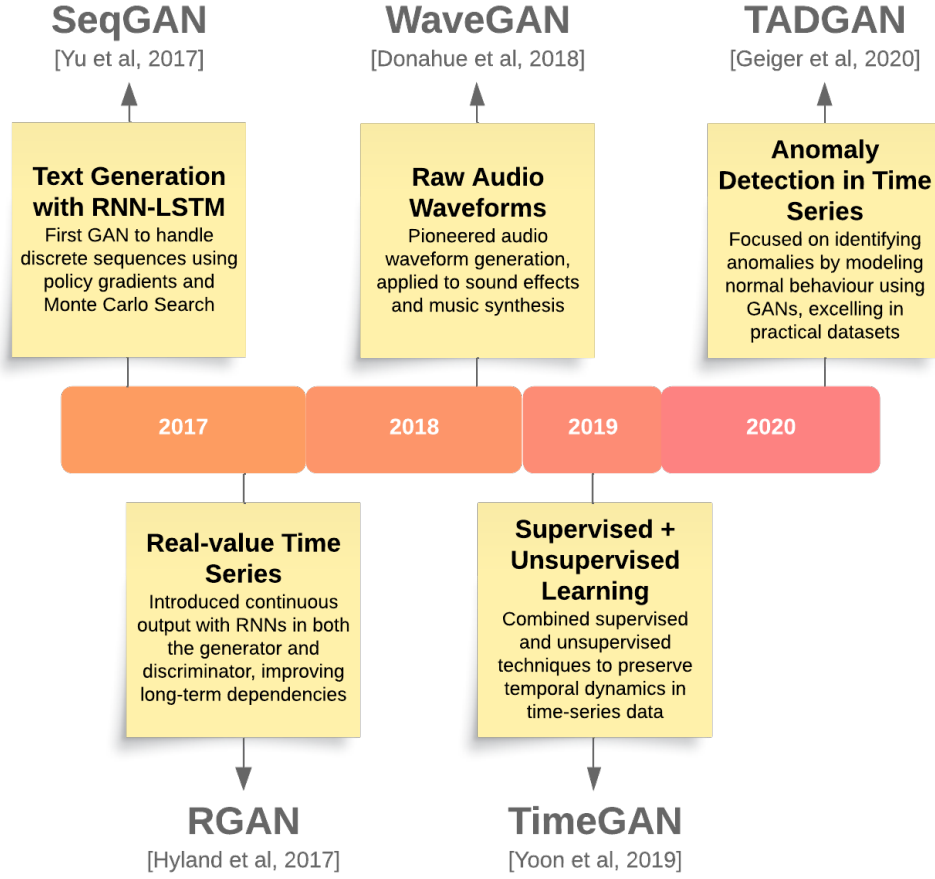 SeqGAN
[Yu et al, 2017]
WaveGAN
[Donahue et al, 2018]
TADGAN
[Geiger et al, 2020]
Text Generation
with RNN-LSTM
First GAN to handle
discrete sequences using
policy gradients and
Monte Carlo Search
Raw Audio
Waveforms
Pioneered audio
waveform generation,
applied to sound effects
and music synthesis
Anomaly
Detection in Time
Series
Focused on identifying
anomalies by modeling
normal behaviour using
GANs, excelling in
practical datasets
2017
2018
2019
2020
Real-value Time
Series
Introduced continuous
output with RNNs in both
the generator and
discriminator, improving
long-term dependencies
Supervised +
Unsupervised
Learning
Combined supervised
and unsupervised
techniques to preserve
temporal dynamics in
time-series data
RGAN
[Hyland et al, 2017]
TimeGAN
[Yoon et al, 2019]